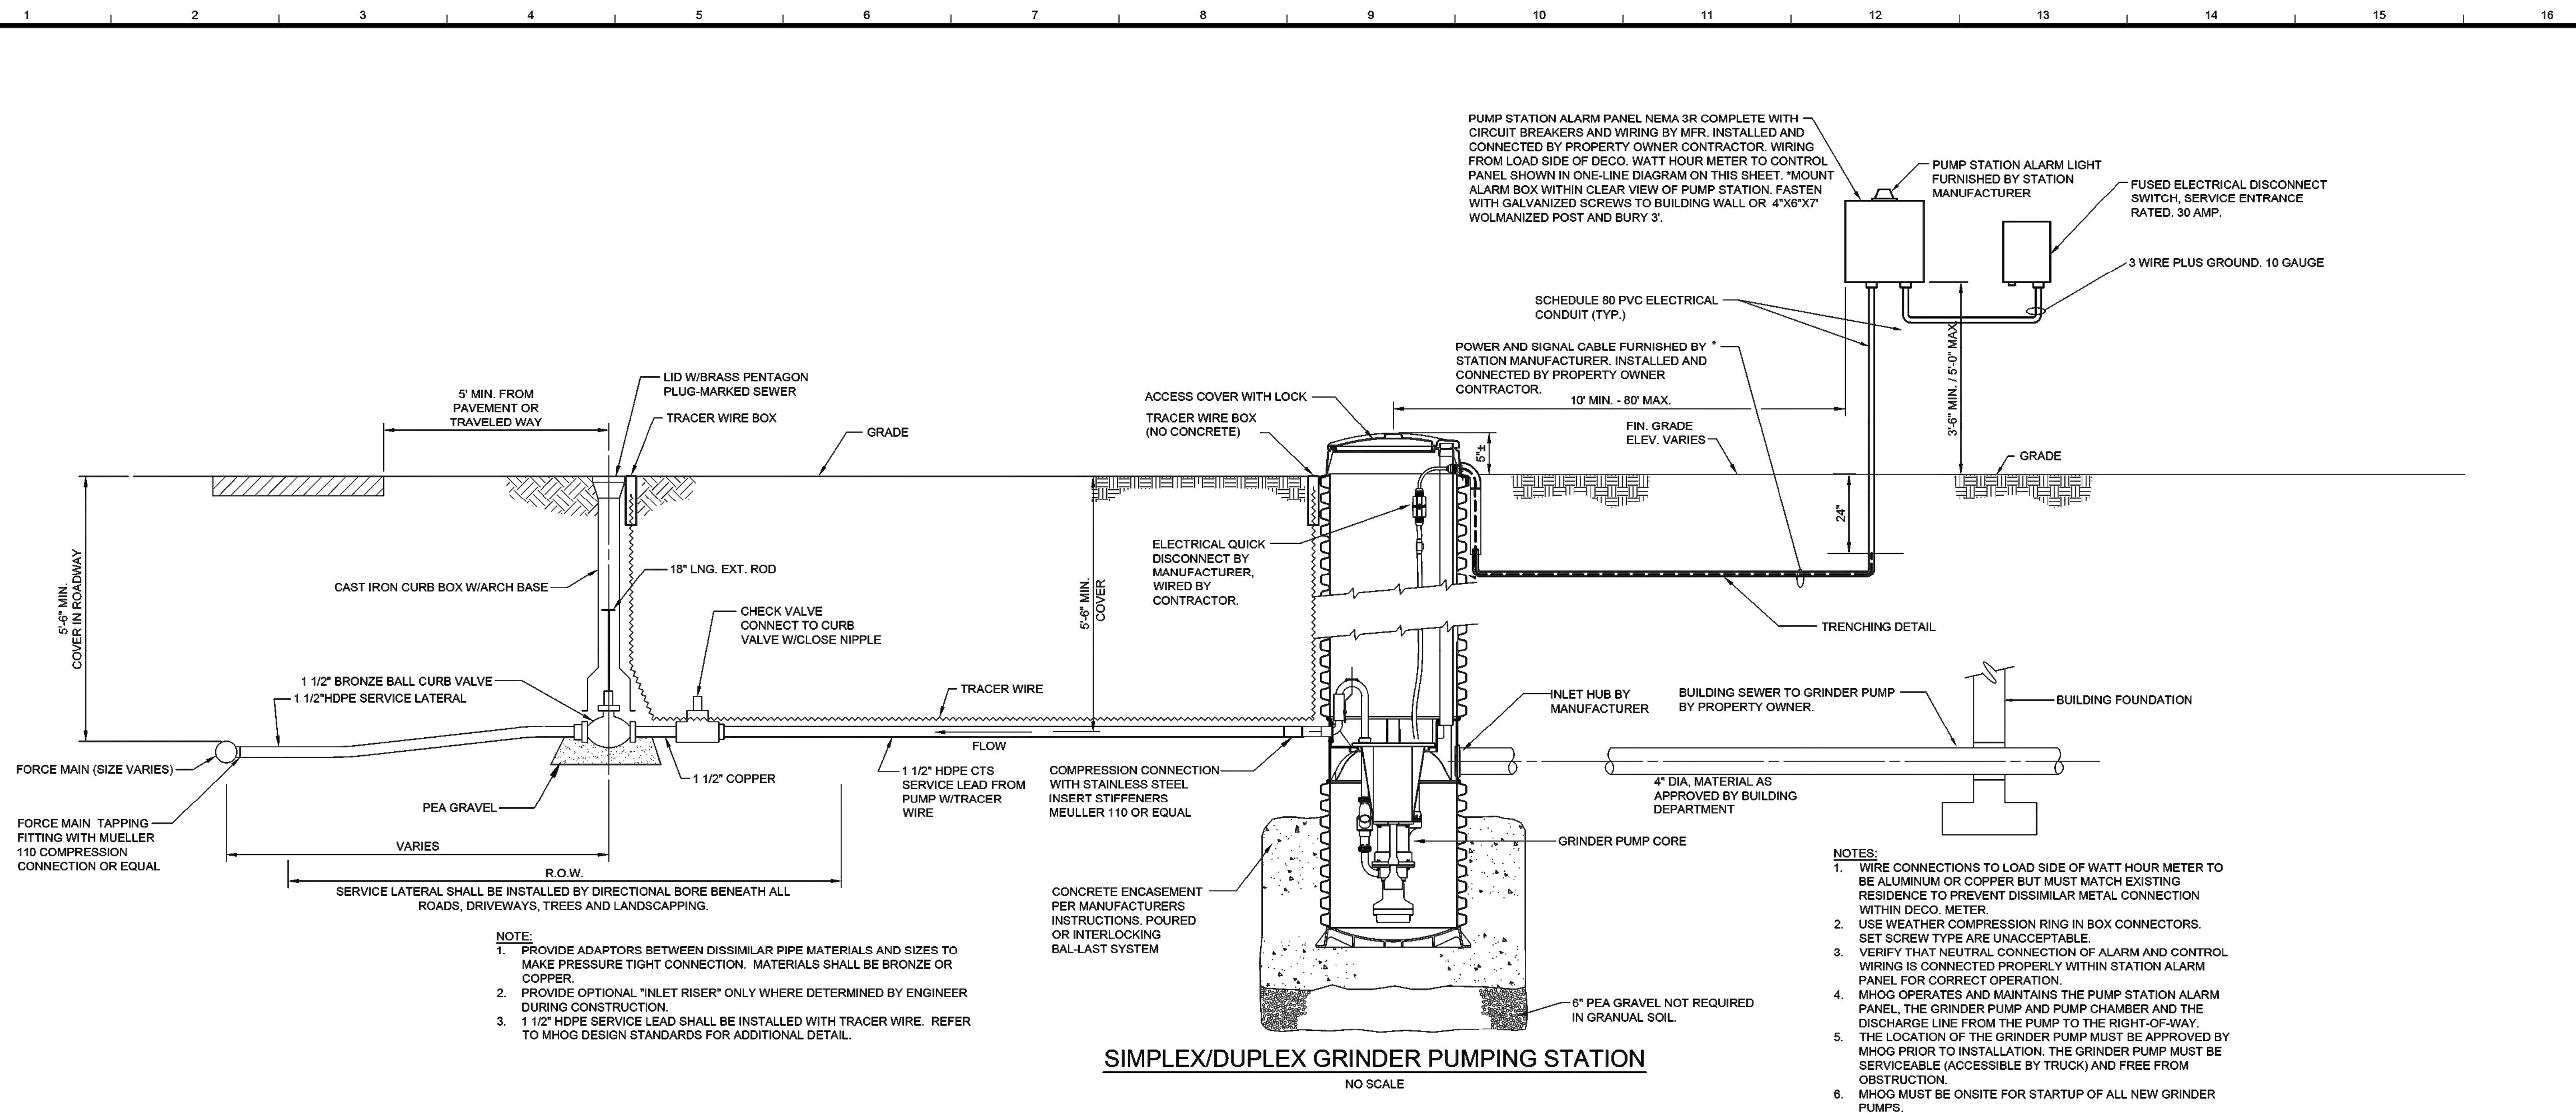 1 2 3 4 5 6 7 8 9 10 11 12 13 14 15 16
PUMP STATION ALARM PANEL NEMA 3R COMPLETE WITH
CIRCUIT BREAKERS AND WIRING BY MFR. INSTALLED AND
CONNECTED BY PROPERTY OWNER CONTRACTOR. WIRING
FROM LOAD SIDE OF DECO. WATT HOUR METER TO CONTROL
PANEL SHOWN IN ONE-LINE DIAGRAM ON THIS SHEET. *MOUNT
ALARM BOX WITHIN CLEAR VIEW OF PUMP STATION. FASTEN
WITH GALVANIZED SCREWS TO BUILDING WALL OR 4"X6"X7'
WOLMANIZED POST AND BURY 3'.
PUMP STATION ALARM LIGHT
FURNISHED BY STATION
MANUFACTURER
FUSED ELECTRICAL DISCONNECT
SWITCH, SERVICE ENTRANCE
RATED. 30 AMP.
3 WIRE PLUS GROUND. 10 GAUGE
SCHEDULE 80 PVC ELECTRICAL
CONDUIT (TYP.)
POWER AND SIGNAL CABLE FURNISHED BY *
STATION MANUFACTURER. INSTALLED AND
CONNECTED BY PROPERTY OWNER
CONTRACTOR.
3'-6" MIN. / 5'-0" MAX.
10' MIN. - 80' MAX.
5' MIN. FROM
PAVEMENT OR
TRAVELED WAY
LID W/BRASS PENTAGON
PLUG-MARKED SEWER
TRACER WIRE BOX
GRADE
ACCESS COVER WITH LOCK
TRACER WIRE BOX
(NO CONCRETE)
5"±
FIN. GRADE
ELEV. VARIES
GRADE
24"
5'-6" MIN.
COVER IN ROADWAY
CAST IRON CURB BOX W/ARCH BASE
18" LNG. EXT. ROD
CHECK VALVE
CONNECT TO CURB
VALVE W/CLOSE NIPPLE
5'-6" MIN.
COVER
ELECTRICAL QUICK
DISCONNECT BY
MANUFACTURER,
WIRED BY
CONTRACTOR.
TRENCHING DETAIL
1 1/2" BRONZE BALL CURB VALVE
1 1/2"HDPE SERVICE LATERAL
TRACER WIRE
INLET HUB BY
MANUFACTURER
BUILDING SEWER TO GRINDER PUMP
BY PROPERTY OWNER.
BUILDING FOUNDATION
FLOW
FORCE MAIN (SIZE VARIES)
1 1/2" COPPER
1 1/2" HDPE CTS
SERVICE LEAD FROM
PUMP W/TRACER
WIRE
COMPRESSION CONNECTION
WITH STAINLESS STEEL
INSERT STIFFENERS
MEULLER 110 OR EQUAL
4" DIA, MATERIAL AS
APPROVED BY BUILDING
DEPARTMENT
PEA GRAVEL
FORCE MAIN TAPPING
FITTING WITH MUELLER
110 COMPRESSION
CONNECTION OR EQUAL
VARIES
R.O.W.
SERVICE LATERAL SHALL BE INSTALLED BY DIRECTIONAL BORE BENEATH ALL
ROADS, DRIVEWAYS, TREES AND LANDSCAPPING.
GRINDER PUMP CORE
CONCRETE ENCASEMENT
PER MANUFACTURERS
INSTRUCTIONS. POURED
OR INTERLOCKING
BAL-LAST SYSTEM
6" PEA GRAVEL NOT REQUIRED
IN GRANUAL SOIL.
NOTE:
1. PROVIDE ADAPTORS BETWEEN DISSIMILAR PIPE MATERIALS AND SIZES TO
MAKE PRESSURE TIGHT CONNECTION. MATERIALS SHALL BE BRONZE OR
COPPER.
2. PROVIDE OPTIONAL "INLET RISER" ONLY WHERE DETERMINED BY ENGINEER
DURING CONSTRUCTION.
3. 1 1/2" HDPE SERVICE LEAD SHALL BE INSTALLED WITH TRACER WIRE. REFER
TO MHOG DESIGN STANDARDS FOR ADDITIONAL DETAIL.
SIMPLEX/DUPLEX GRINDER PUMPING STATION
NO SCALE
NOTES:
1. WIRE CONNECTIONS TO LOAD SIDE OF WATT HOUR METER TO
BE ALUMINUM OR COPPER BUT MUST MATCH EXISTING
RESIDENCE TO PREVENT DISSIMILAR METAL CONNECTION
WITHIN DECO. METER.
2. USE WEATHER COMPRESSION RING IN BOX CONNECTORS.
SET SCREW TYPE ARE UNACCEPTABLE.
3. VERIFY THAT NEUTRAL CONNECTION OF ALARM AND CONTROL
WIRING IS CONNECTED PROPERLY WITHIN STATION ALARM
PANEL FOR CORRECT OPERATION.
4. MHOG OPERATES AND MAINTAINS THE PUMP STATION ALARM
PANEL, THE GRINDER PUMP AND PUMP CHAMBER AND THE
DISCHARGE LINE FROM THE PUMP TO THE RIGHT-OF-WAY.
5. THE LOCATION OF THE GRINDER PUMP MUST BE APPROVED BY
MHOG PRIOR TO INSTALLATION. THE GRINDER PUMP MUST BE
SERVICEABLE (ACCESSIBLE BY TRUCK) AND FREE FROM
OBSTRUCTION.
6. MHOG MUST BE ONSITE FOR STARTUP OF ALL NEW GRINDER
PUMPS.